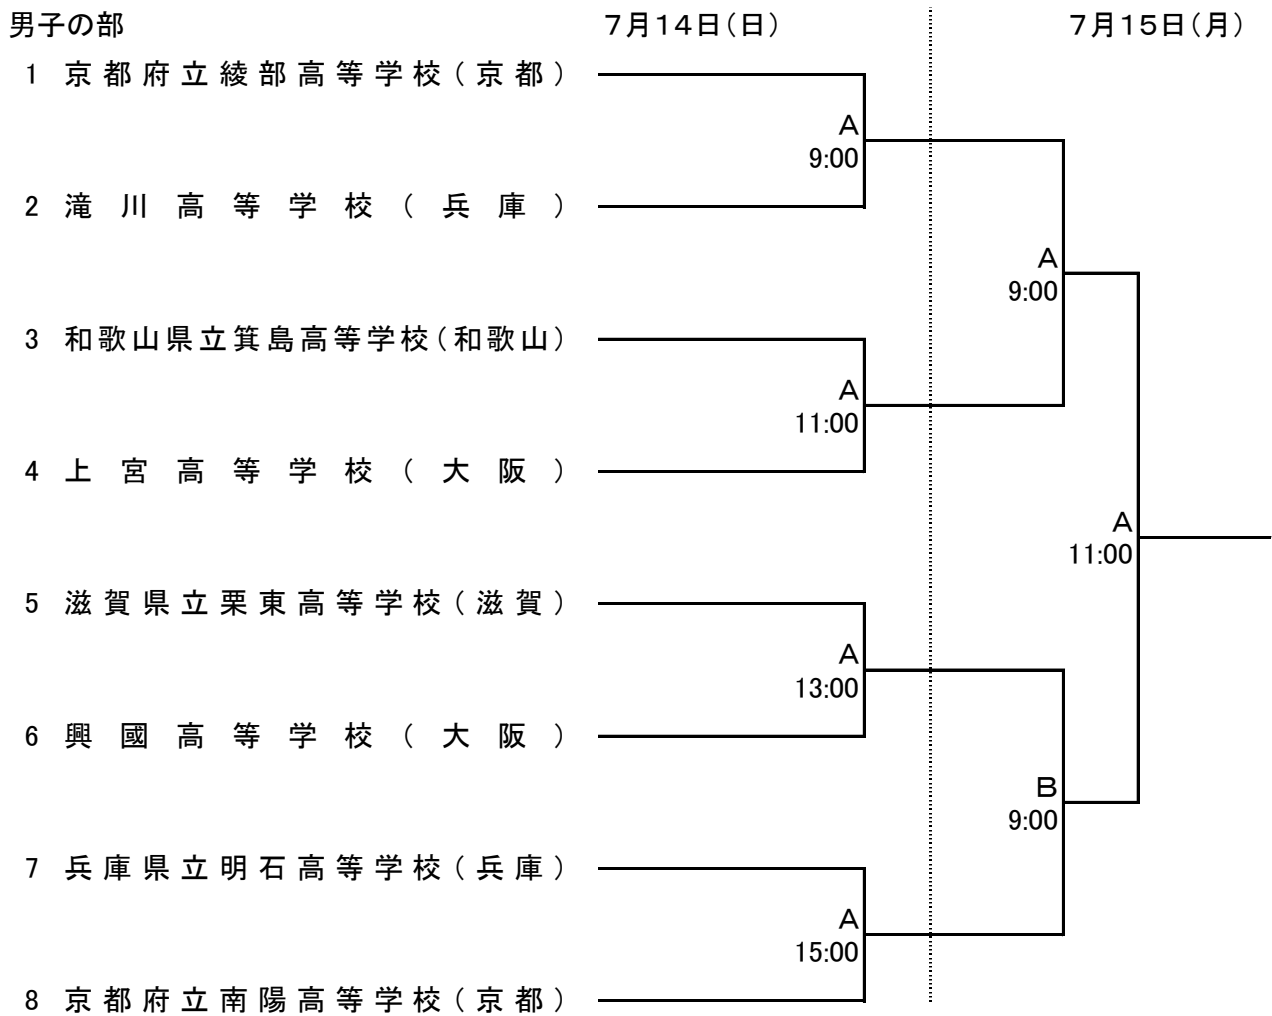 男子の部 7月14日(日) 7月15日(月)
1 京都府立綾部高等学校(京都)
A
9:00
2 滝川高等学校(兵庫)
A
9:00
3 和歌山県立箕島高等学校(和歌山)
A
11:00
4 上宮高等学校(大阪)
A
11:00
5 滋賀県立栗東高等学校(滋賀)
A
13:00
6 興國高等学校(大阪)
B
9:00
7 兵庫県立明石高等学校(兵庫)
A
15:00
8 京都府立南陽高等学校(京都)